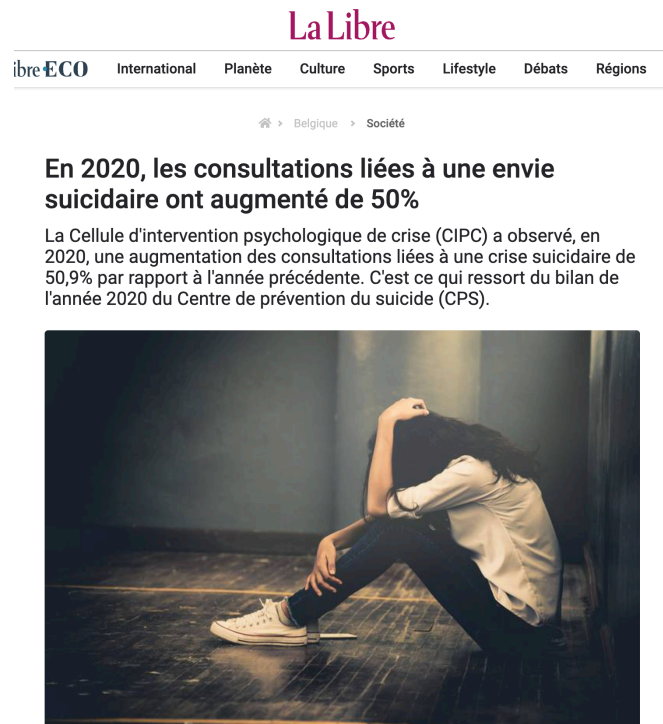 La Libre
ibre ECO International Planète Culture Sports Lifestyle Débats Régions
Belgique > Société
En 2020, les consultations liées à une envie
suicidaire ont augmenté de 50%
La Cellule d'intervention psychologique de crise (CIPC) a observé, en
2020, une augmentation des consultations liées à une crise suicidaire de
50,9% par rapport à l'année précédente. C'est ce qui ressort du bilan de
l'année 2020 du Centre de prévention du suicide (CPS).